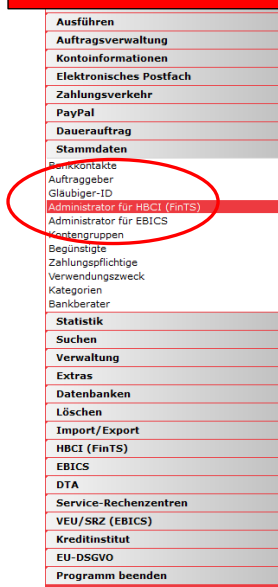 Ausführen
Auftragsverwaltung
Kontoinformationen
Elektronisches Postfach
Zahlungsverkehr
PayPal
Dauerauftrag
Stammdaten
Bankkontakte
Auftraggeber
Gläubiger-ID
Administrator für HBCI (FinTS)
Administrator für EBICS
Kontengruppen
Begünstigte
Zahlungspflichtige
Verwendungszweck
Kategorien
Bankberater
Statistik
Suchen
Verwaltung
Extras
Datenbanken
Löschen
Import/Export
HBCI (FinTS)
EBICS
DTA
Service-Rechenzentren
VEU/SRZ (EBICS)
Kreditinstitut
EU-DSGVO
Programm beenden